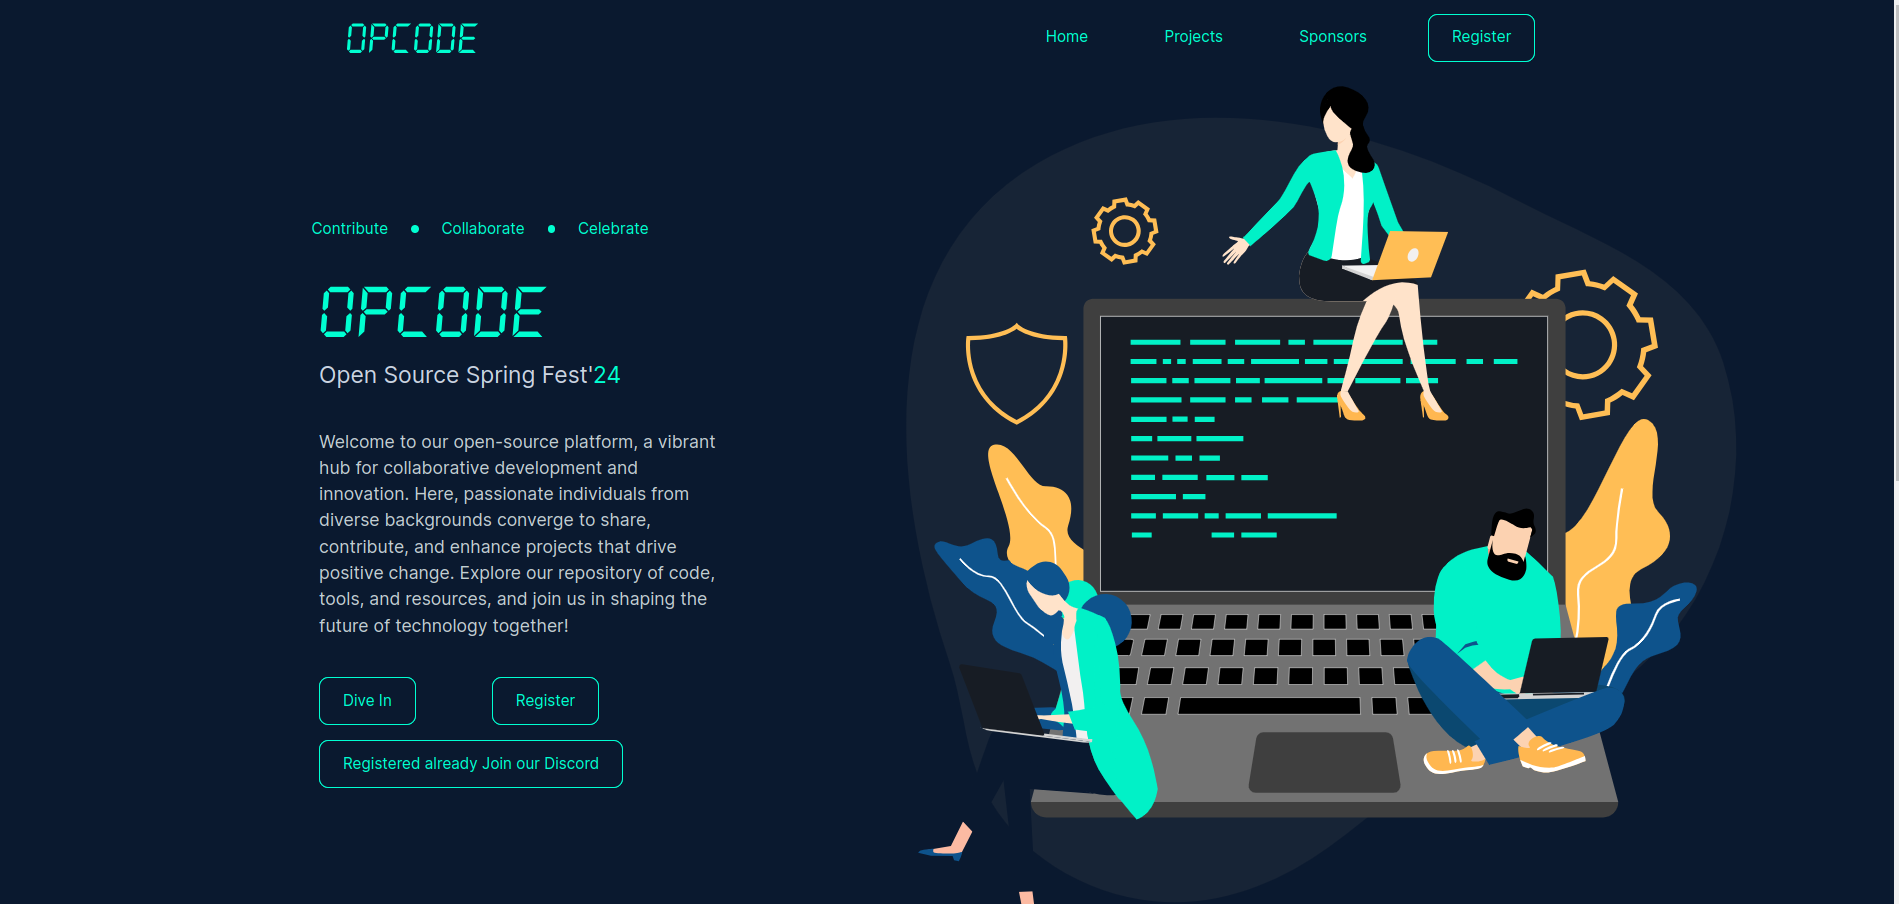 OPCODE
Home Projects Sponsors Register
Contribute • Collaborate • Celebrate
OPCODE
Open Source Spring Fest'24
Welcome to our open-source platform, a vibrant
hub for collaborative development and
innovation. Here, passionate individuals from
diverse backgrounds converge to share,
contribute, and enhance projects that drive
positive change. Explore our repository of code,
tools, and resources, and join us in shaping the
future of technology together!
Dive In Register
Registered already Join our Discord